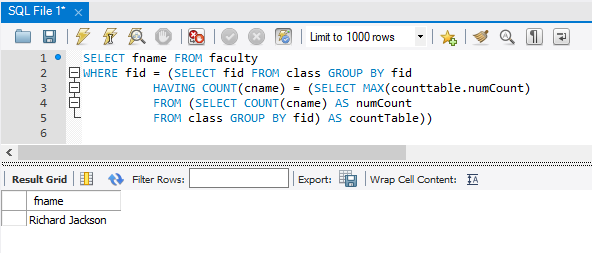 SQL File 1*
Limit to 1000 rows
1 SELECT fname FROM faculty
2 WHERE fid = (SELECT fid FROM class GROUP BY fid
3 HAVING COUNT(cname) = (SELECT MAX(counttable.numCount)
4 FROM (SELECT COUNT(cname) AS numCount
5 FROM class GROUP BY fid) AS countTable))
6
Result Grid Filter Rows: Export: Wrap Cell Content: IA
fname
Richard Jackson